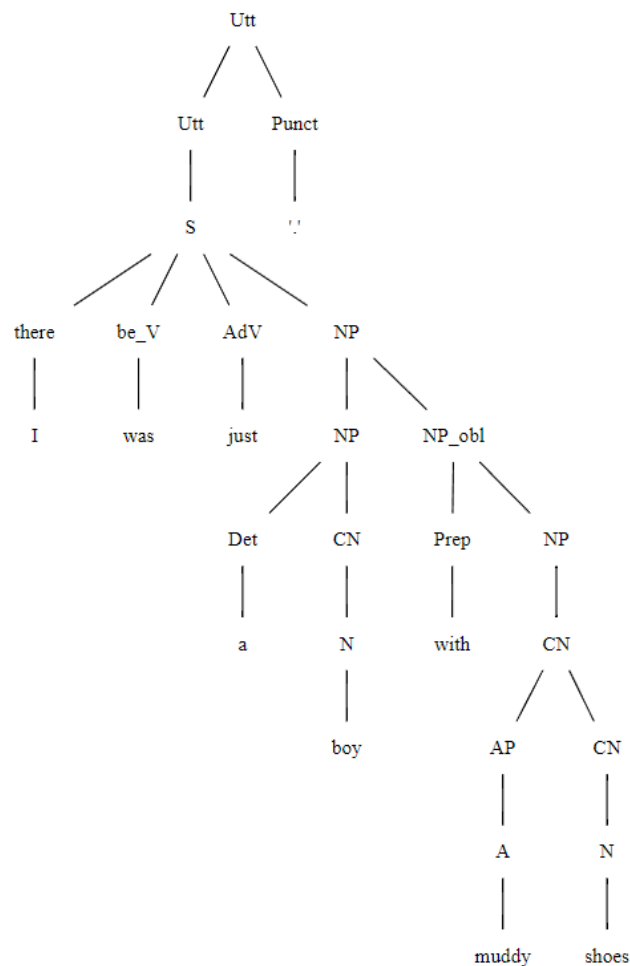 Utt
Utt Punct
S '.'
there be_V AdV NP
I was just NP NP_obl
Det CN Prep NP
a N with CN
boy AP CN
A N
muddy shoes